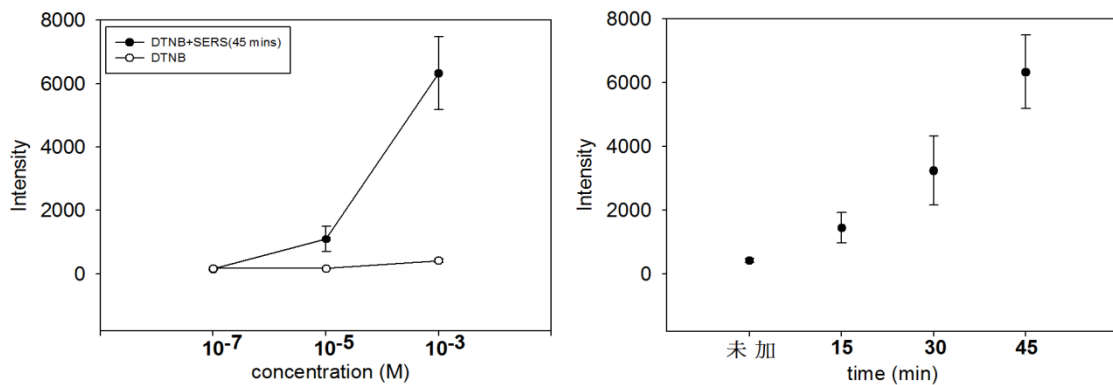 8000
6000
4000
2000
0
Intensity
DTNB+SERS(45 mins)
DTNB
10-7
10-5
10-3
concentration (M)
8000
6000
4000
2000
0
Intensity
未 加
15
30
45
time (min)